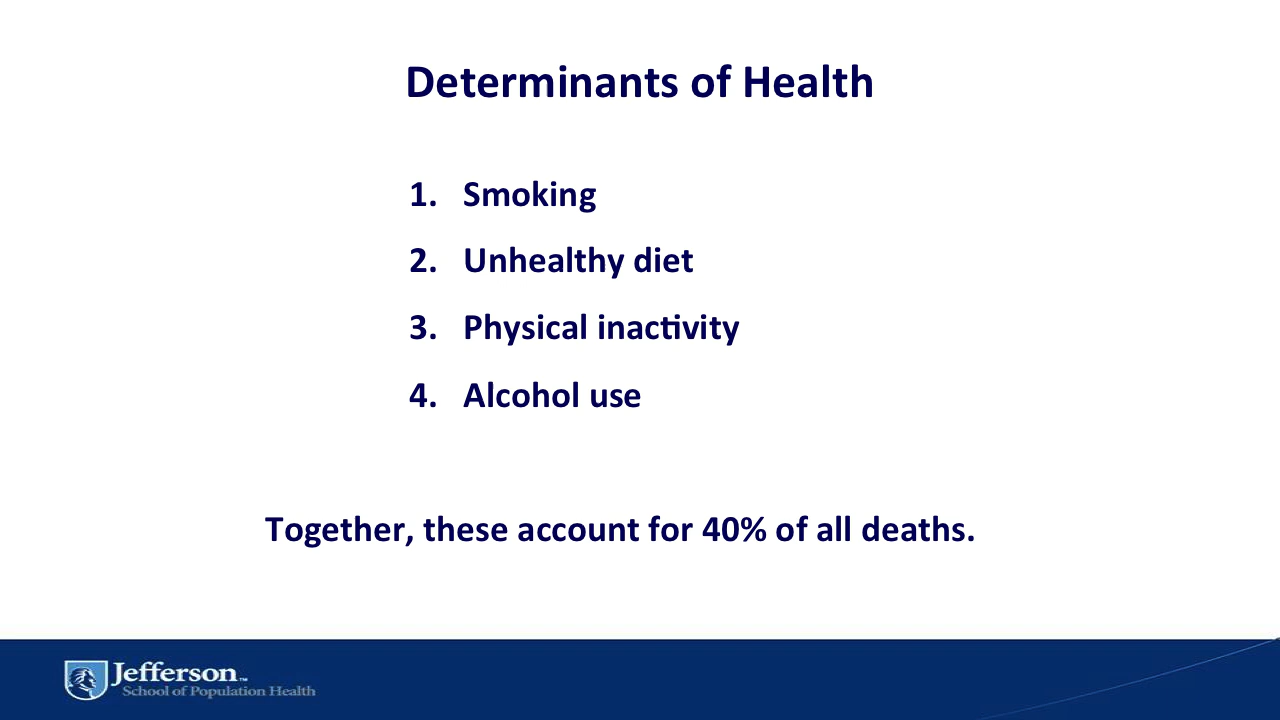 Determinants of Health
1. Smoking
2. Unhealthy diet
3. Physical inactivity
4. Alcohol use
Together, these account for 40% of all deaths.
Jefferson™
School of Population Health